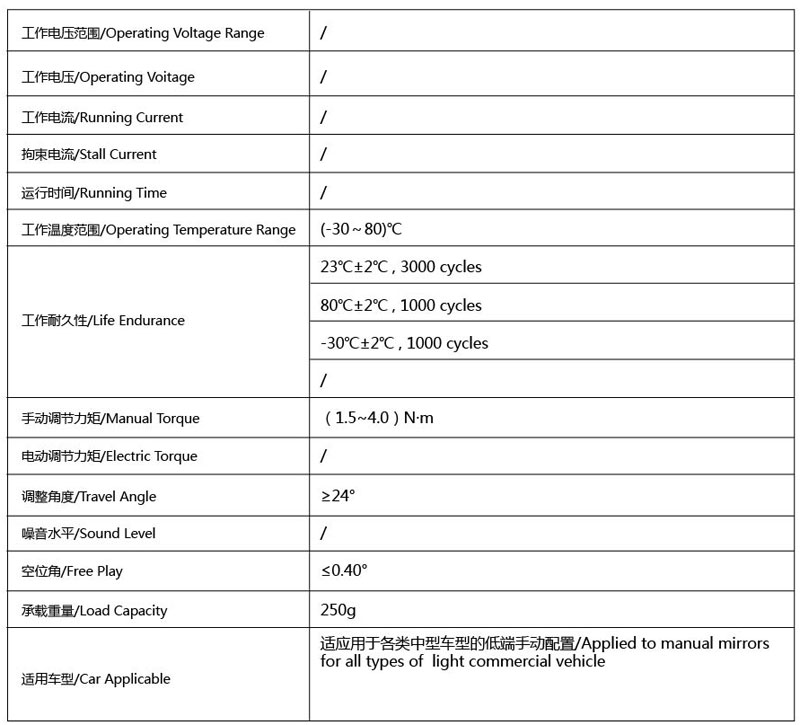 工作电压范围/Operating Voltage Range
/
工作电压/Operating Voitage
/
工作电流/Running Current
/
拘束电流/Stall Current
/
运行时间/Running Time
/
工作温度范围/Operating Temperature Range
(-30～80)℃
工作耐久性/Life Endurance
23℃±2℃ , 3000 cycles
80℃±2℃ , 1000 cycles
-30℃±2℃ , 1000 cycles
/
手动调节力矩/Manual Torque
（1.5~4.0）N·m
电动调节力矩/Electric Torque
/
调整角度/Travel Angle
≥24°
噪音水平/Sound Level
/
空位角/Free Play
≤0.40°
承载重量/Load Capacity
250g
适用车型/Car Applicable
适应用于各类中型车型的低端手动配置/Applied to manual mirrors
for all types of light commercial vehicle